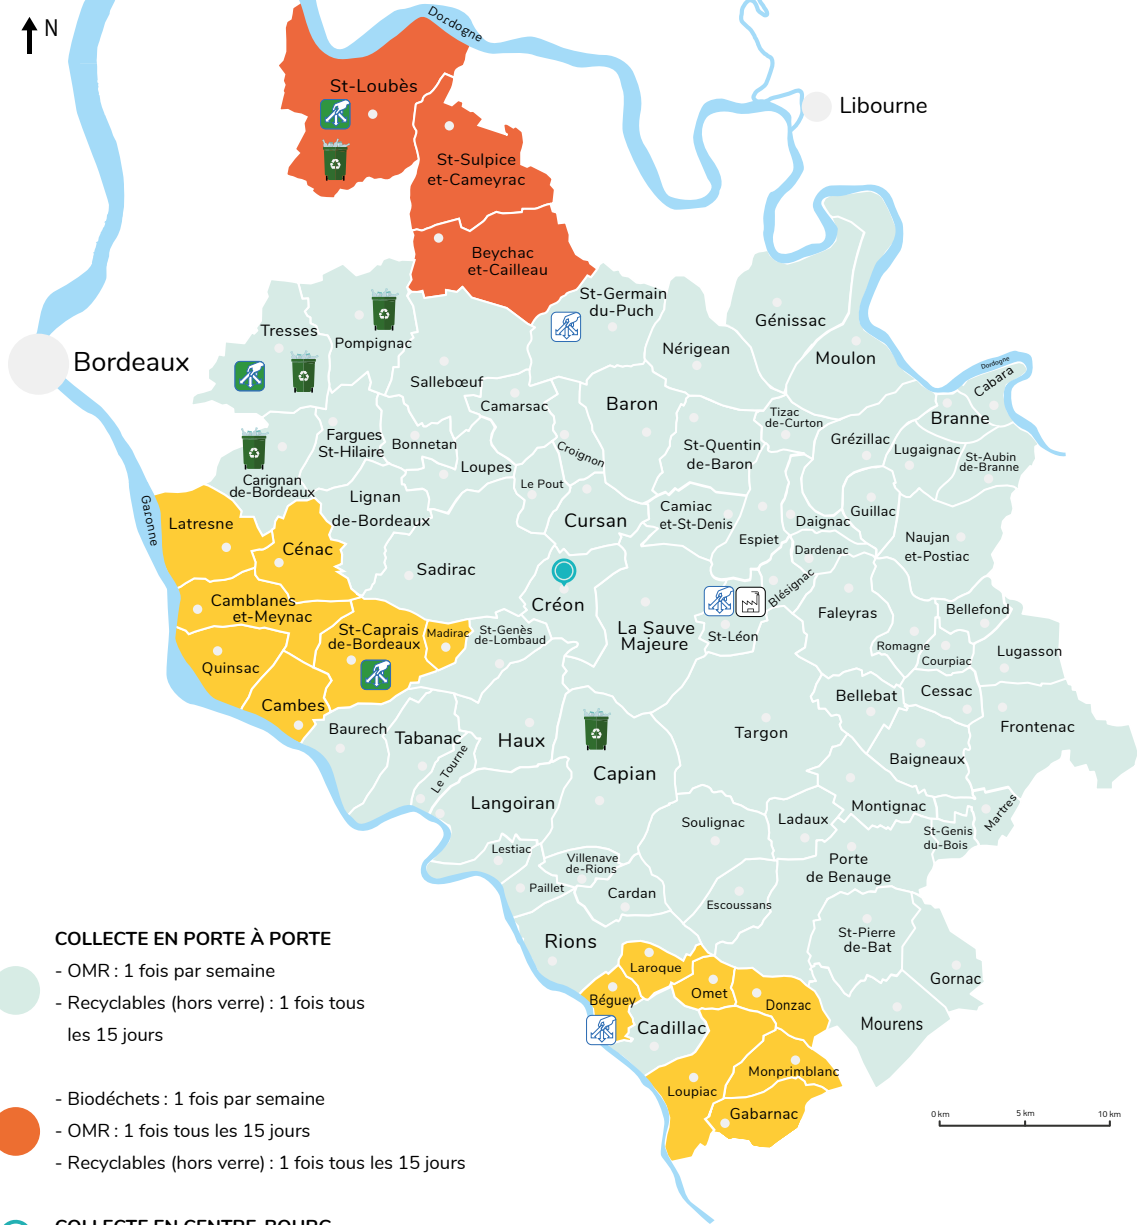 N
Dordogne
St-Loubès
Libourne
St-Sulpice
et-Cameyrac
Beychac
et-Cailleau
St-Germain
du-Puch
Génissac
Tresses
Pompignac
Nérigean
Moulon
Bordeaux
Dordogne
Cabara
Sallebœuf
Camarsac
Baron
Tizac
de-Curton
Branne
Fargues
St-Hilaire
Bonnetan
Croignon
St-Quentin
de-Baron
Grézillac
Lugaignac
St-Aubin
de-Branne
Loupes
Carignan
de-Bordeaux
Le Pout
Lignan
de-Bordeaux
Garonne
Latresne
Cursan
Camiac
et-St-Denis
Guillac
Daignac
Espiet
Naujan
et-Postiac
Cénac
Dardenac
Sadirac
Blésignac
Créon
Camblanes
et-Meynac
Faleyras
Bellefond
St-Caprais
de-Bordeaux
Madirac
St-Genès
de-Lombaud
La Sauve
Majeure
St-Léon
Romagne
Courpiac
Lugasson
Quinsac
Bellebat
Cessac
Cambes
Baurech
Tabanac
Haux
Targon
Frontenac
Le Tourne
Baigneaux
Capian
Langoiran
Montignac
Martres
Soulignac
Ladaux
St-Genis
du-Bois
Lestiac
Villenave
de-Rions
Porte
de Benauge
Paillet
Cardan
Escoussans
St-Pierre
de-Bat
Rions
Laroque
Gornac
Béguey
Omet
Donzac
Cadillac
Mourens
Monprimblanc
Loupiac
Gabarnac
0 km
5 km
10 km
COLLECTE EN PORTE À PORTE
- OMR : 1 fois par semaine
- Recyclables (hors verre) : 1 fois tous
les 15 jours
- Biodéchets : 1 fois par semaine
- OMR : 1 fois tous les 15 jours
- Recyclables (hors verre) : 1 fois tous les 15 jours
COLLECTE EN CENTRE-BOURG